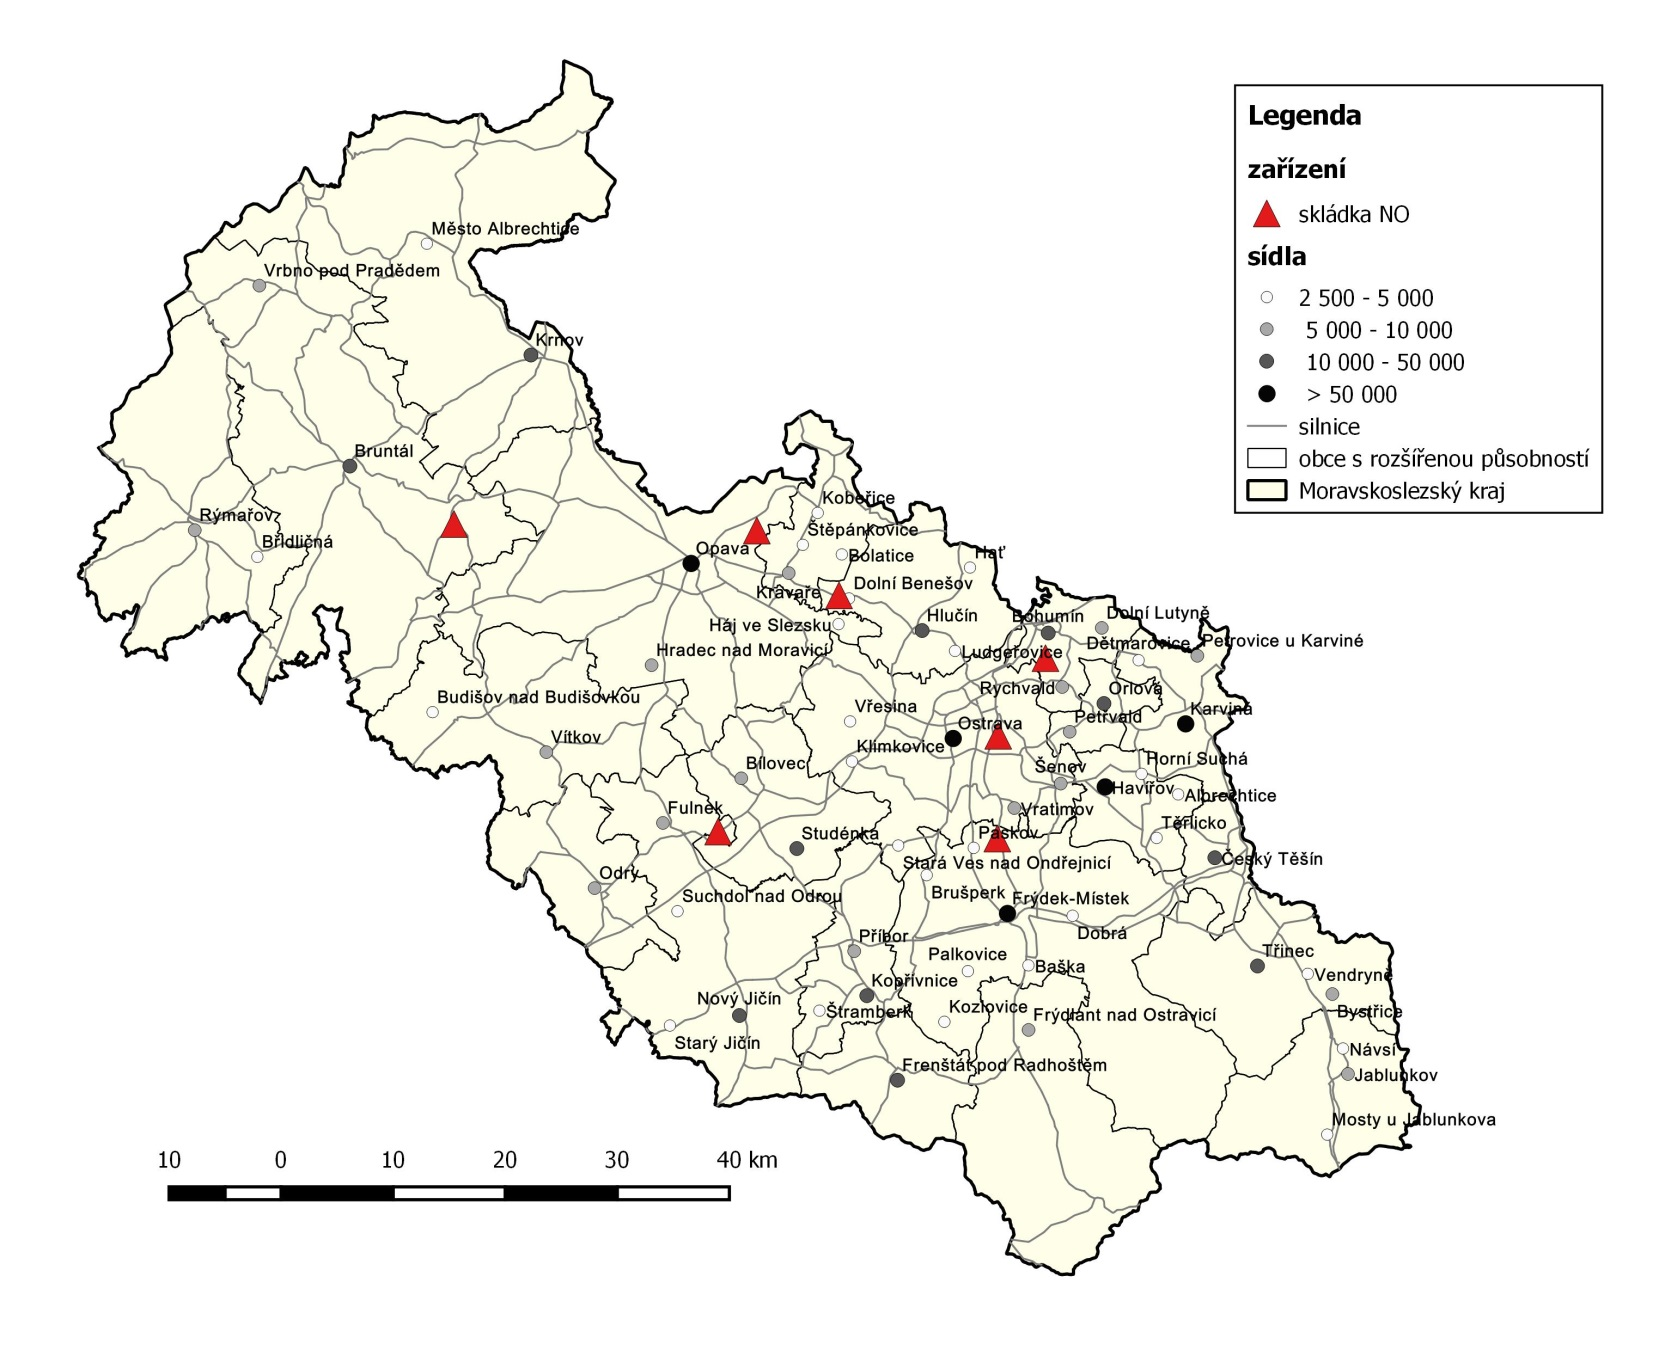 Legenda
zařízení
skládka NO
sídla
2 500 - 5 000
5 000 - 10 000
10 000 - 50 000
> 50 000
silnice
obce s rozšířenou působností
Moravskoslezský kraj
Město Albrechtice
Vrbno pod Pradědem
Krnov
Bruntál
Kobeřice
Rýmařov
Štěpánkovice
Břidličná
Opava
Bolatice
Hať
Kravaře
Dolní Benešov
Háj ve Slezsku
Hlučín
Bohumín
Dolní Lutyně
Hradec nad Moravicí
Ludgeřovice
Dětmarovice
Petrovice u Karviné
Rychvald
Orlová
Budišov nad Budišovkou
Vřesina
Ostrava
Petřvald
Karviná
Vítkov
Klimkovice
Bílovec
Šenov
Horní Suchá
Havířov
Albrechtice
Fulnek
Vratimov
Těrlicko
Studénka
Paskov
Stará Ves nad Ondřejnicí
Český Těšín
Odry
Suchdol nad Odrou
Brušperk
Frýdek-Místek
Dobrá
Příbor
Palkovice
Baška
Třinec
Vendryně
Kopřivnice
Nový Jičín
Štramberk
Kozlovice
Frýdlant nad Ostravicí
Bystřice
Starý Jičín
Návsí
Frenštát pod Radhoštěm
Jablunkov
Mosty u Jablunkova
10 0 10 20 30 40 km